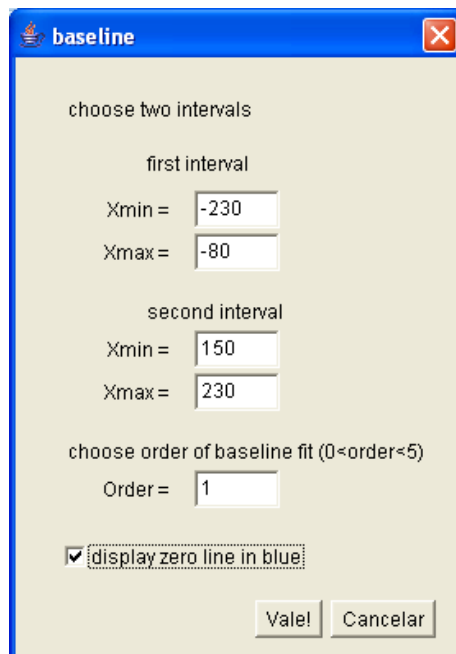 baseline
choose two intervals
first interval
Xmin = -230
Xmax = -80
second interval
Xmin = 150
Xmax = 230
choose order of baseline fit (0<order<5)
Order = 1
display zero line in blue
Vale! Cancelar